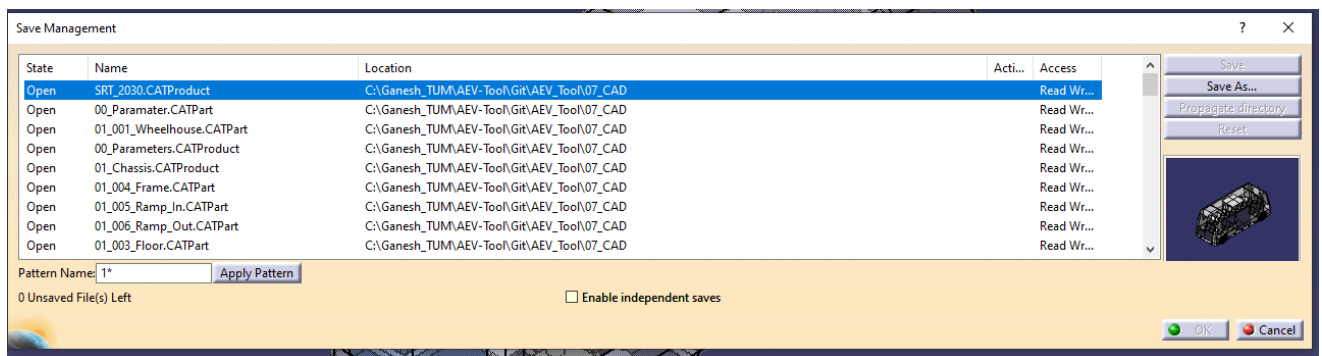 Save Management ? ×
State Name Location Acti... Access
Open SRT_2030.CATProduct C:\Ganesh_TUM\AEV-Tool\Git\AEV_Tool\07_CAD Read Wr...
Open 00_Paramater.CATPart C:\Ganesh_TUM\AEV-Tool\Git\AEV_Tool\07_CAD Read Wr...
Open 01_001_Wheelhouse.CATPart C:\Ganesh_TUM\AEV-Tool\Git\AEV_Tool\07_CAD Read Wr...
Open 00_Parameters.CATProduct C:\Ganesh_TUM\AEV-Tool\Git\AEV_Tool\07_CAD Read Wr...
Open 01_Chassis.CATProduct C:\Ganesh_TUM\AEV-Tool\Git\AEV_Tool\07_CAD Read Wr...
Open 01_004_Frame.CATPart C:\Ganesh_TUM\AEV-Tool\Git\AEV_Tool\07_CAD Read Wr...
Open 01_005_Ramp_In.CATPart C:\Ganesh_TUM\AEV-Tool\Git\AEV_Tool\07_CAD Read Wr...
Open 01_006_Ramp_Out.CATPart C:\Ganesh_TUM\AEV-Tool\Git\AEV_Tool\07_CAD Read Wr...
Open 01_003_Floor.CATPart C:\Ganesh_TUM\AEV-Tool\Git\AEV_Tool\07_CAD Read Wr...
Save
Save As...
Propagate directory
Reset
Pattern Name: 1* Apply Pattern
0 Unsaved File(s) Left Enable independent saves
OK Cancel